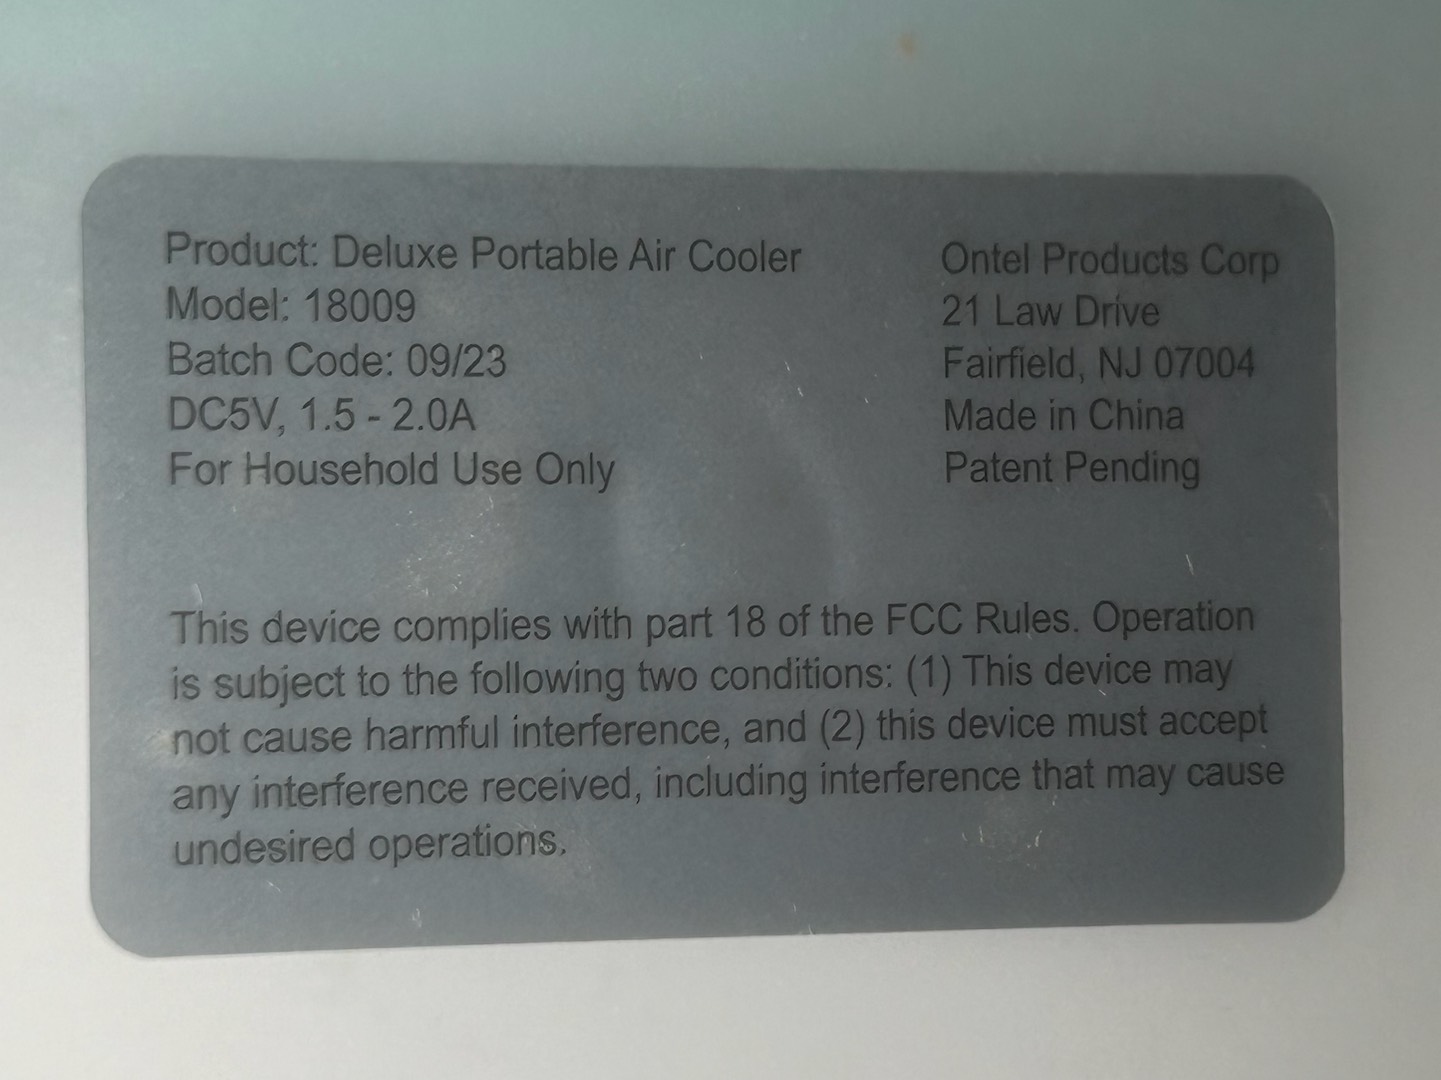 Product: Deluxe Portable Air Cooler
Model: 18009
Batch Code: 09/23
DC5V, 1.5 - 2.0A
For Household Use Only
Ontel Products Corp
21 Law Drive
Fairfield, NJ 07004
Made in China
Patent Pending
This device complies with part 18 of the FCC Rules. Operation
is subject to the following two conditions: (1) This device may
not cause harmful interference, and (2) this device must accept
any interference received, including interference that may cause
undesired operations.